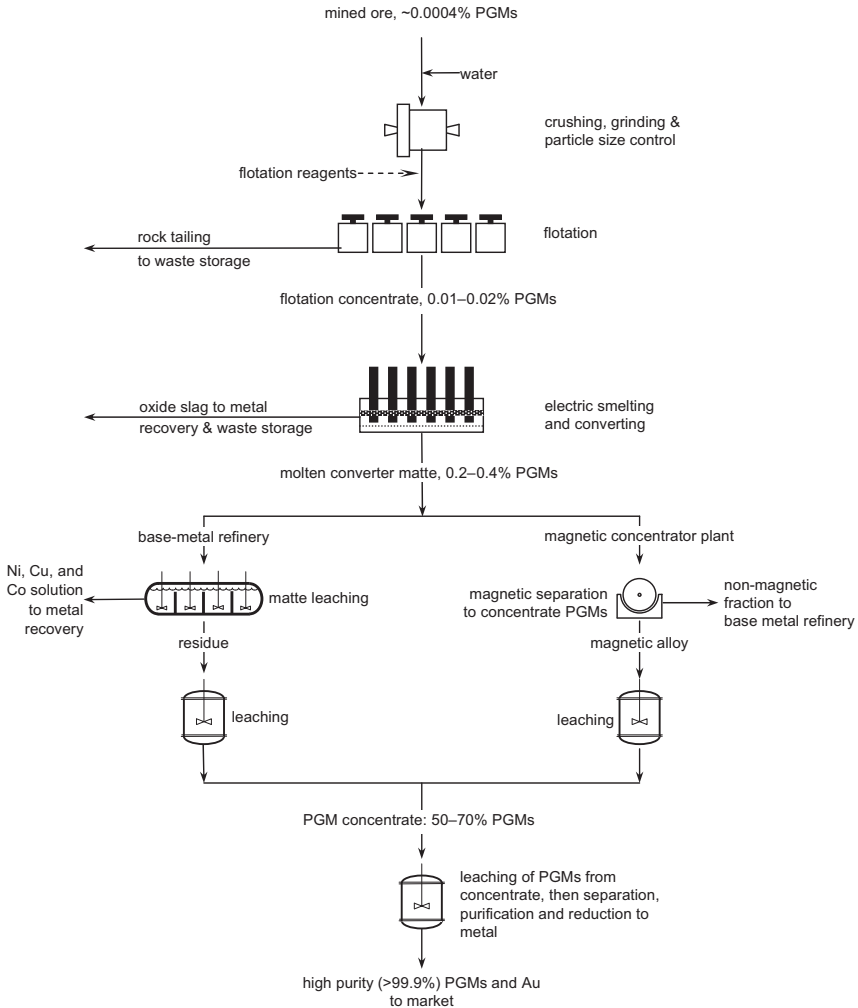 mined ore, ~0.0004% PGMs
water
crushing, grinding &
particle size control
flotation reagents
flotation
rock tailing
to waste storage
flotation concentrate, 0.01–0.02% PGMs
oxide slag to metal
recovery & waste storage
electric smelting
and converting
molten converter matte, 0.2–0.4% PGMs
base-metal refinery
magnetic concentrator plant
Ni, Cu, and
Co solution
to metal
recovery
matte leaching
magnetic separation
to concentrate PGMs
non-magnetic
fraction to
base metal refinery
residue
magnetic alloy
leaching
leaching
PGM concentrate: 50–70% PGMs
leaching of PGMs from
concentrate, then separation,
purification and reduction to
metal
high purity (>99.9%) PGMs and Au
to market